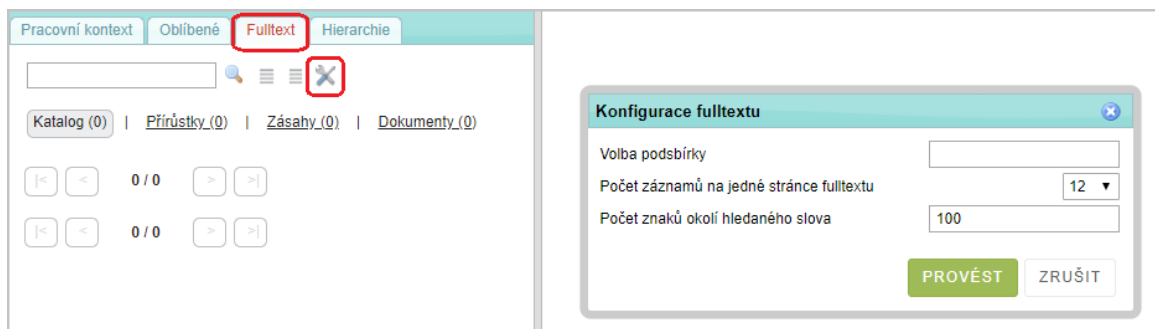 Pracovní kontext Oblíbené Fulltext Hierarchie
Katalog (0) | Přírůstky (0) | Zásahy (0) | Dokumenty (0)
|< < 0 / 0 > >|
|< < 0 / 0 > >|
Konfigurace fulltextu
Volba podsbírky
Počet záznamů na jedné stránce fulltextu 12
Počet znaků okolí hledaného slova 100
PROVÉST ZRUŠIT